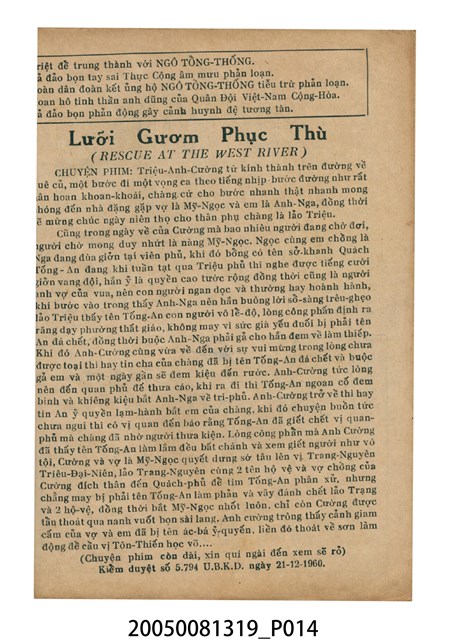 riệt để trung thành với NGÔ TỒNG-THỐNG.
ả đảo bọn tay sai Thực Cộng âm mưu phản loạn.
oàn dân đoàn kết ủng hộ NGÔ TỒNG-THỐNG tiễu trừ phản loạn.
oan hô tinh thần anh dũng của Quân Đội Việt-Nam Cộng-Hòa.
ả đảo bọn phản động gây cảnh huynh đệ tương tàn.
Lưỡi Gươm Phục Thù
(RESCUE AT THE WEST RIVER)
CHUYỆN PHIM: Triệu-Anh-Cường từ kinh thành trên đường về
uê cũ, một bước đi một vọng ca theo tiếng nhịp bước đường như rất
ân hoan khoan-khoái, chàng cứ cho bước nhanh thật nhanh mong
hóng đến nhà đặng gặp vợ là Mỹ-Ngọc và em là Anh-Nga, đồng thời
ể mừng chúc ngày niên thọ cho thân phụ chàng là lão Triệu.
Cũng trong ngày về của Cường mà bao nhiêu người đang chờ đợi,
người chờ mong duy nhứt là nàng Mỹ-Ngọc. Ngọc cùng em chồng là
Nga đang đùa giỡn tại viên phủ, khi đó bỗng có tên sở-khanh Quách
Tống-An đang khi tuần tạt qua Triệu phủ thì nghe được tiếng cười
giỡn vang dội, hắn ỷ là quyền cao tước rộng đồng thời cũng là người
anh vợ của vua, nên con người ngạn dọc và thường hay hoành hành,
khi bước vào trong thấy Anh-Nga nên hắn buông lời sỗ-sàng trêu-ghẹo
lão Triệu thấy tên Tống-An con người vô lễ-độ, lòng công phẫn định ra
răng dạy phường thất giáo, không may vì sức già yếu đuối bị phải tên
An đá chết, đồng thời buộc Anh-Nga phải gả cho hắn đem về làm thiếp.
Khi đó Anh-Cường cùng vừa về đến với sự vui mừng trong lòng chưa
được toại thì hay tin cha của chàng đã bị tên Tống-An đá chết và buộc
gả em và một ngày gần sẽ đem kiệu đến rước. Anh-Cường tức lòng
nên đến quan phủ để thưa cáo, khi ra đi thì Tống-An ngoan cố đem
binh và khiêng kiệu bắt Anh-Nga về tri-phủ. Anh-Cường trở về thì hay
tin An ỷ quyền lạm-hành bắt em của chàng, khi đó chuyện buồn tức
chưa ngui thì có vị quan đến báo rằng Tống-An đã giết chết vị quan-
phủ mà chàng đã nhờ người thưa kiện. Lòng công phẫn mà Anh Cường
đã thấy tên Tống-An làm lắm đều bất chánh và xem giết người như vô
tội, Cường và vợ là Mỹ-Ngọc quyết dựng sớ tâu lên vị Trang-Nguyên
Triêu-Đại-Niên, lão Trang-Nguyên cùng 2 tên hộ vệ và vợ chồng của
Cường đích thân đến Quách-phủ để tìm Tống-An phân xử, nhưng
chẳng may bị phải tên Tống-An làm phản và vây đánh chết lão Trạng
và 2 hộ-vệ, đồng thời bắt Mỹ-Ngọc nhốt luôn, chỉ còn Cường được
tẩu thoát qua nanh vuốt bọn sài lang. Anh cường trông thấy cảnh giam
cầm của vợ và em đã bị tên ác-bá ỷ-quyền, liền đó thoát về sơn lâm
động để cầu vị Tôn-Thiến học võ....
(Chuyện phim còn dài, xin quí ngài đến xem sẽ rỏ)
Kiểm duyệt số 5.794 U.B.K.D. ngày 21-12-1960.
20050081319_P014